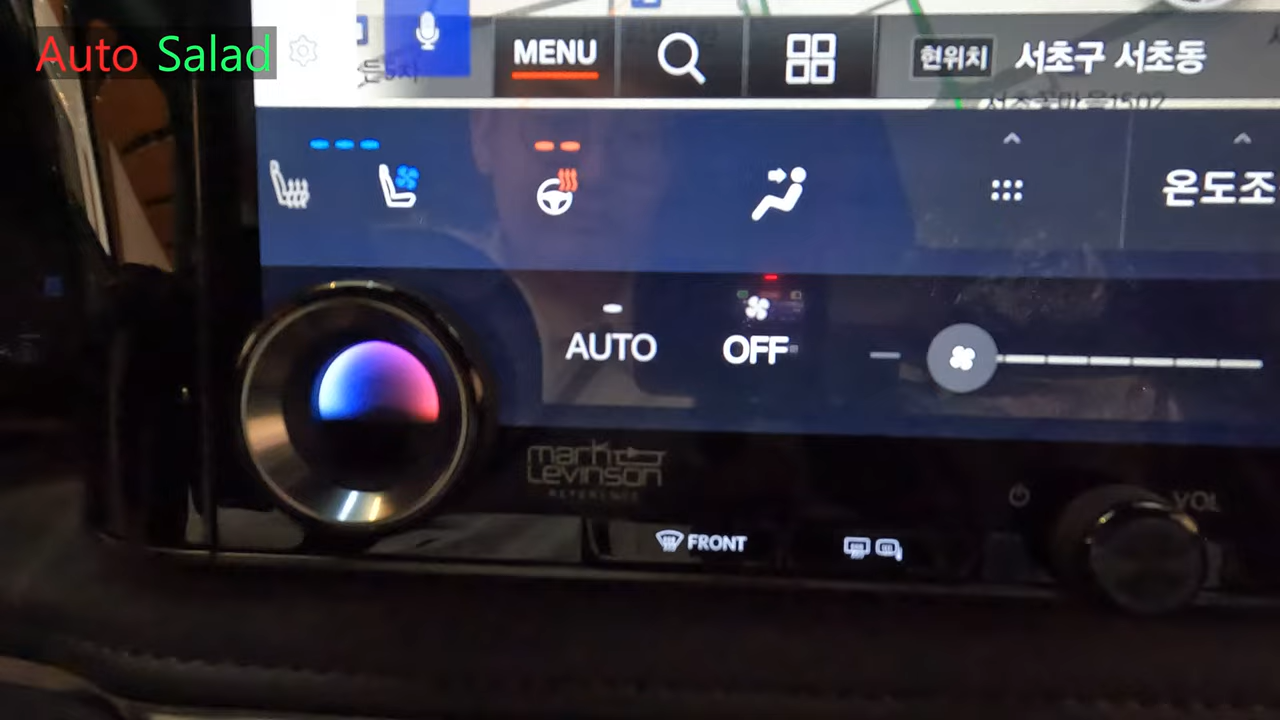 Auto Salad
MENU
현위치 서초구 서초동
온도조
AUTO
OFF
mark
Levinson
REFERENCE
FRONT
VOL